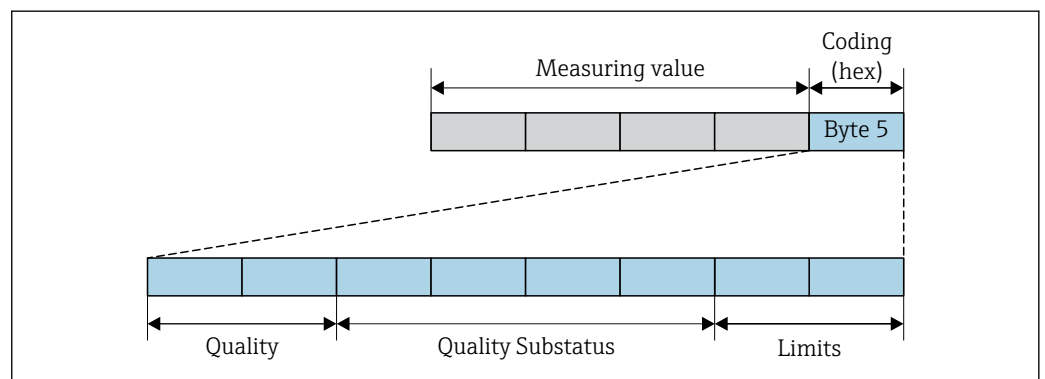 Coding
(hex)
Measuring value
Byte 5
Quality
Quality Substatus
Limits